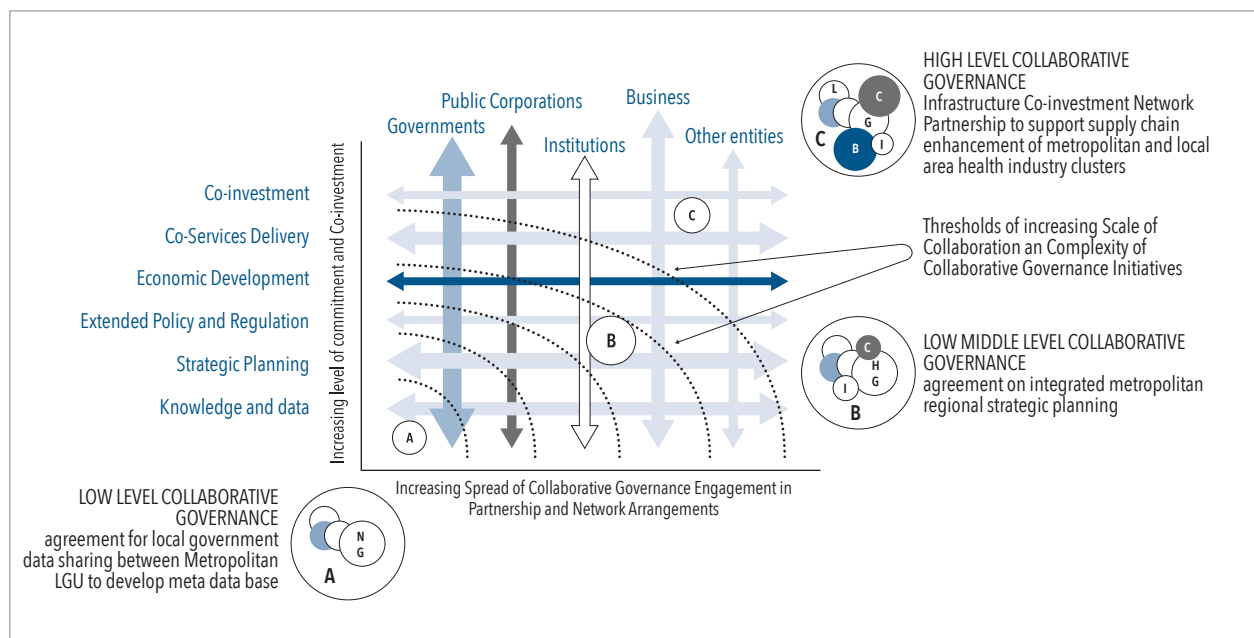 HIGH LEVEL COLLABORATIVE
GOVERNANCE
Infrastructure Co-investment Network
Partnership to support supply chain
enhancement of metropolitan and local
area health industry clusters
L
C
G
C
B
I
Business
Public Corporations
Governments
Institutions
Other entities
Increasing level of commitment and Co-investment
Co-investment
Co-Services Delivery
Economic Development
Extended Policy and Regulation
Strategic Planning
Knowledge and data
C
B
A
Thresholds of increasing Scale of
Collaboration an Complexity of
Collaborative Governance Initiatives
C
H
G
I
B
LOW MIDDLE LEVEL COLLABORATIVE
GOVERNANCE
agreement on integrated metropolitan
regional strategic planning
Increasing Spread of Collaborative Governance Engagement in
Partnership and Network Arrangements
LOW LEVEL COLLABORATIVE
GOVERNANCE
agreement for local government
data sharing between Metropolitan
LGU to develop meta data base
N
G
A